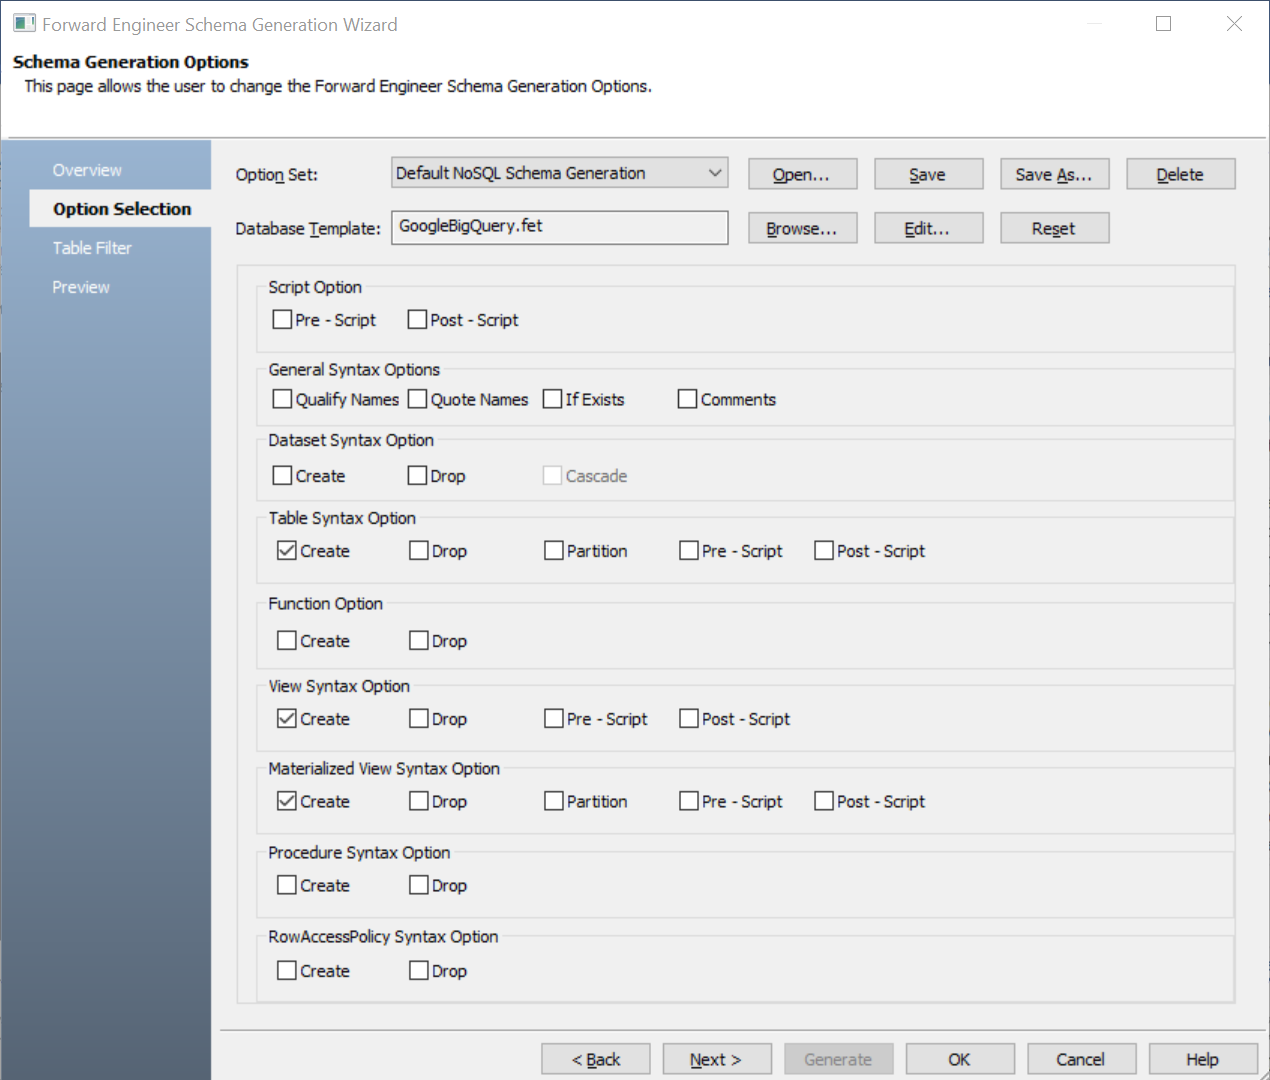 Forward Engineer Schema Generation Wizard
Schema Generation Options
This page allows the user to change the Forward Engineer Schema Generation Options.
Overview
Option Selection
Table Filter
Preview
Option Set: Default NoSQL Schema Generation Open... Save Save As... Delete
Database Template: GoogleBigQuery.fet Browse... Edit... Reset
Script Option
Pre - Script Post - Script
General Syntax Options
Qualify Names Quote Names If Exists Comments
Dataset Syntax Option
Create Drop Cascade
Table Syntax Option
Create Drop Partition Pre - Script Post - Script
Function Option
Create Drop
View Syntax Option
Create Drop Pre - Script Post - Script
Materialized View Syntax Option
Create Drop Partition Pre - Script Post - Script
Procedure Syntax Option
Create Drop
RowAccessPolicy Syntax Option
Create Drop
< Back Next > Generate OK Cancel Help